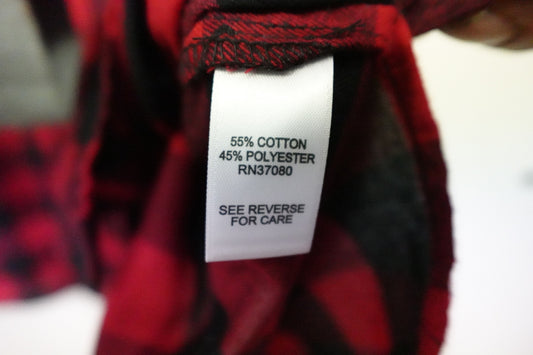 55% COTTON
45% POLYESTER
RN37080
SEE REVERSE
FOR CARE